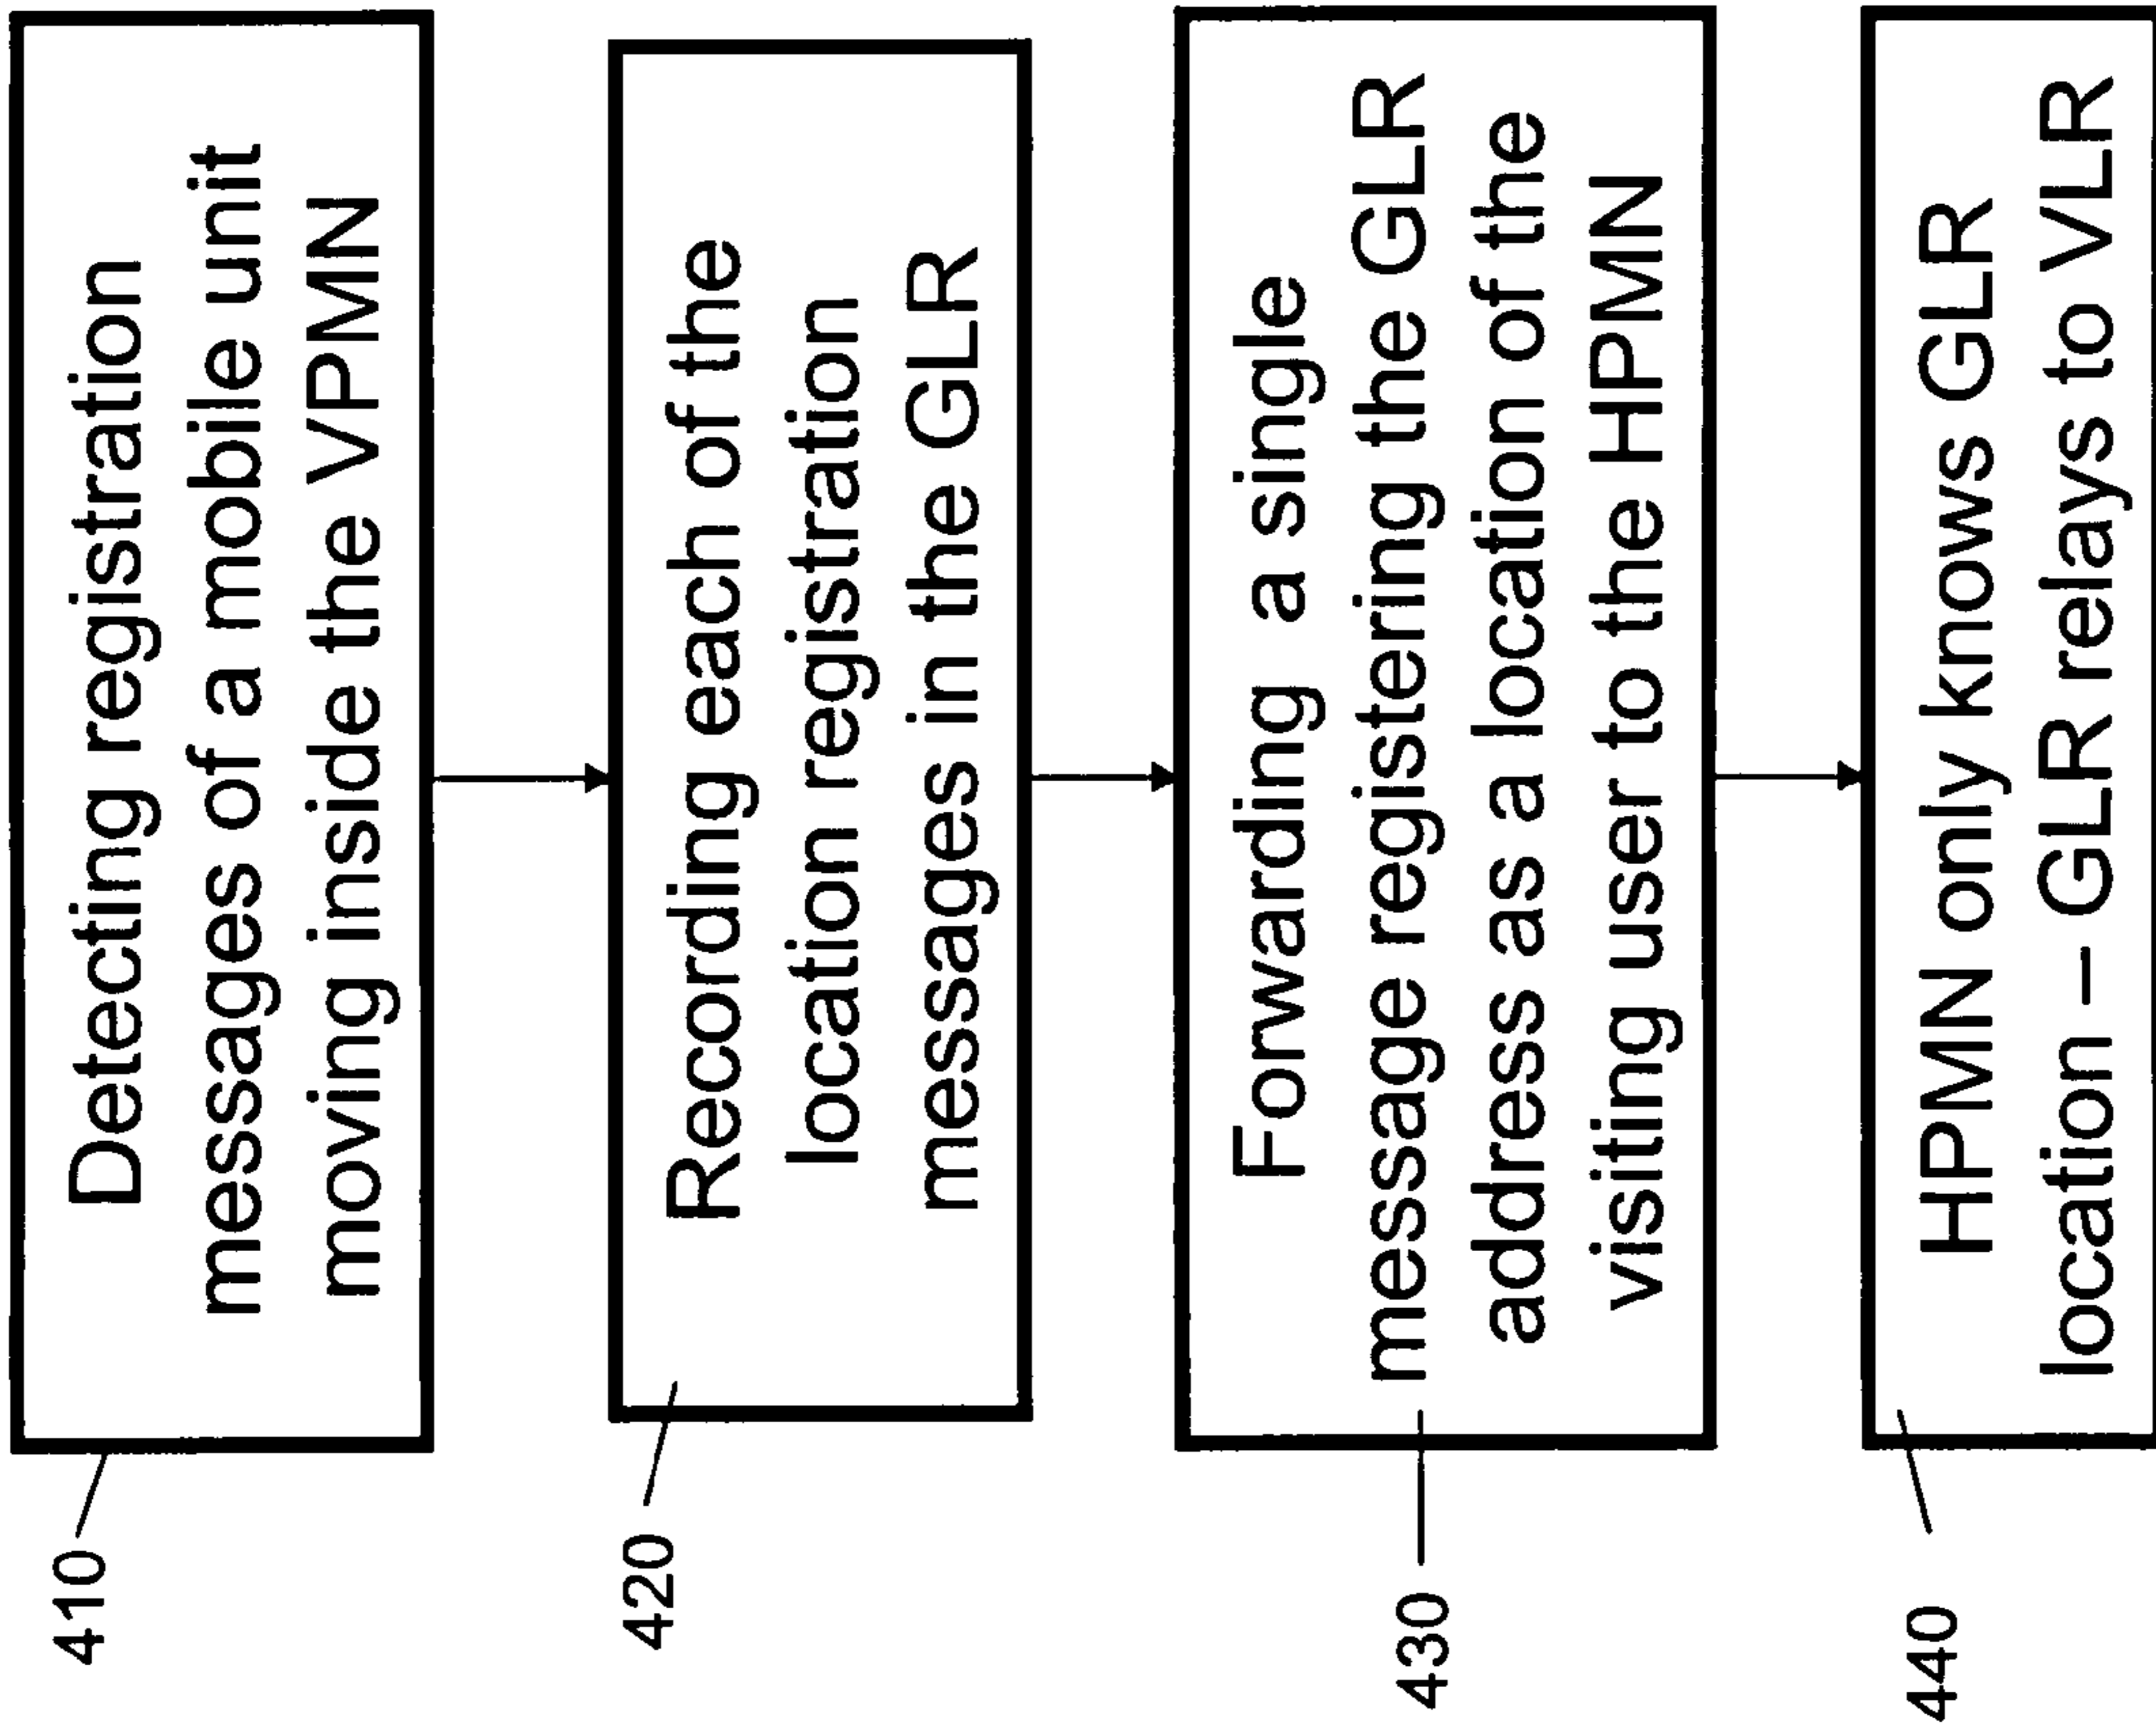 410
Detecting registration
messages of a mobile unit
moving inside the VPMN
420
Recording each of the
location registration
messages in the GLR
430
Forwarding a single
message registering the GLR
address as a location of the
visiting user to the HPMN
440
HPMN only knows GLR
location – GLR relays to VLR